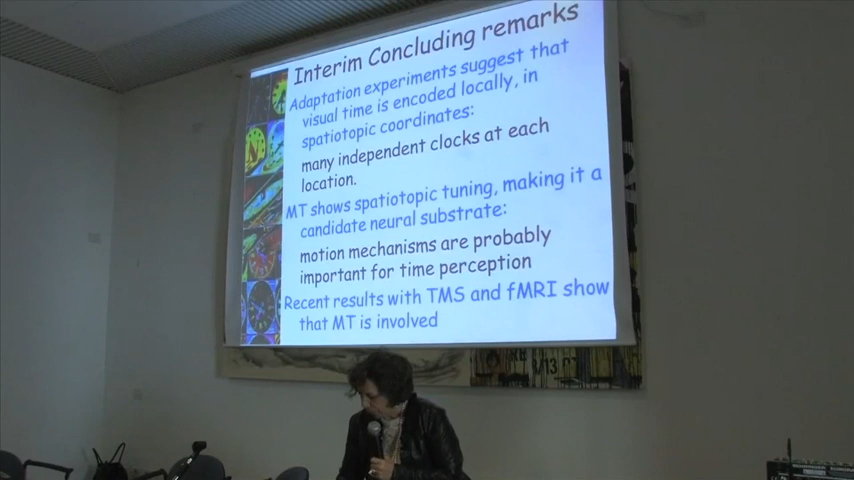 Interim Concluding remarks
Adaptation experiments suggest that
visual time is encoded locally, in
spatiotopic coordinates:
many independent clocks at each
location.
MT shows spatiotopic tuning, making it a
candidate neural substrate:
motion mechanisms are probably
important for time perception
Recent results with TMS and fMRI show
that MT is involved